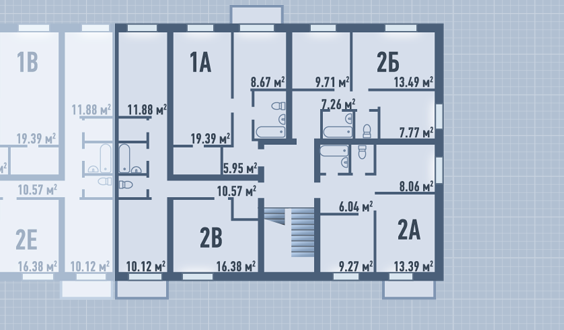 1В
1А
2Б
11.88 м²
11.88 м²
8.67 м²
9.71 м²
13.49 м²
7.26 м²
19.39 м²
19.39 м²
7.77 м²
5.95 м²
10.57 м²
10.57 м²
8.06 м²
6.04 м²
2Е
2В
2А
16.38 м²
10.12 м²
10.12 м²
16.38 м²
9.27 м²
13.39 м²